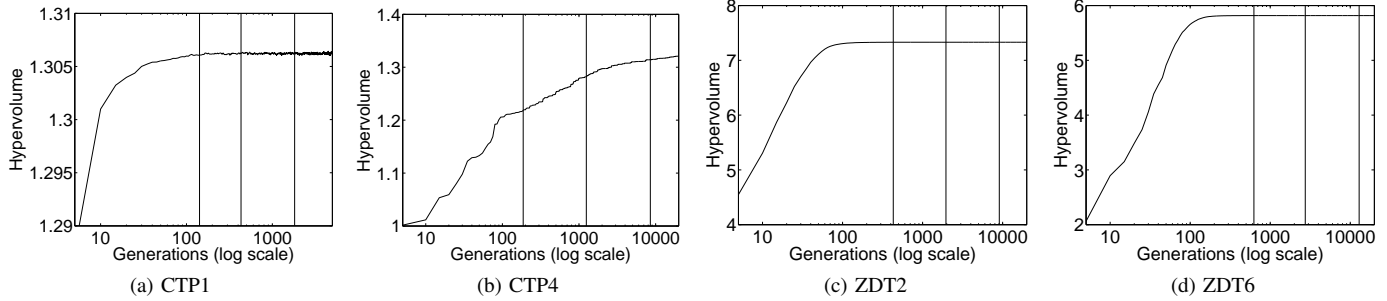 1.31
1.305
1.3
1.295
1.29
Hypervolume
10 100 1000
Generations (log scale)
(a) CTP1
1.4
1.3
1.2
1.1
1
Hypervolume
10 100 1000 10000
Generations (log scale)
(b) CTP4
8
7
6
5
4
Hypervolume
10 100 1000 10000
Generations (log scale)
(c) ZDT2
6
5
4
3
2
Hypervolume
10 100 1000 10000
Generations (log scale)
(d) ZDT6